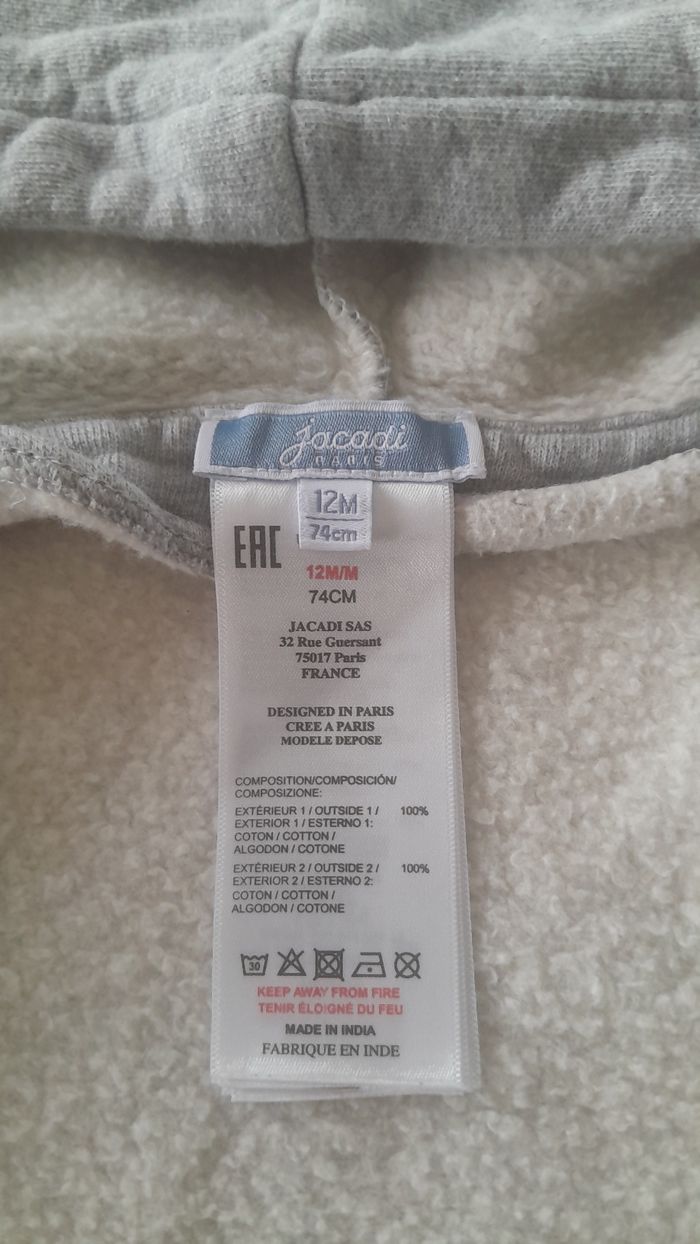 jacadi
PARIS
12M
74cm
EAC
12M/M
74CM
JACADI SAS
32 Rue Guersant
75017 Paris
FRANCE
DESIGNED IN PARIS
CREE A PARIS
MODELE DEPOSE
COMPOSITION/COMPOSICIÓN/
COMPOSIZIONE:
EXTÉRIEUR 1 / OUTSIDE 1 / 100%
EXTERIOR 1 / ESTERNO 1:
COTON / COTTON /
ALGODON / COTONE
EXTÉRIEUR 2 / OUTSIDE 2 / 100%
EXTERIOR 2 / ESTERNO 2:
COTON / COTTON /
ALGODON / COTONE
30
KEEP AWAY FROM FIRE
TENIR ÉLOIGNÉ DU FEU
MADE IN INDIA
FABRIQUE EN INDE